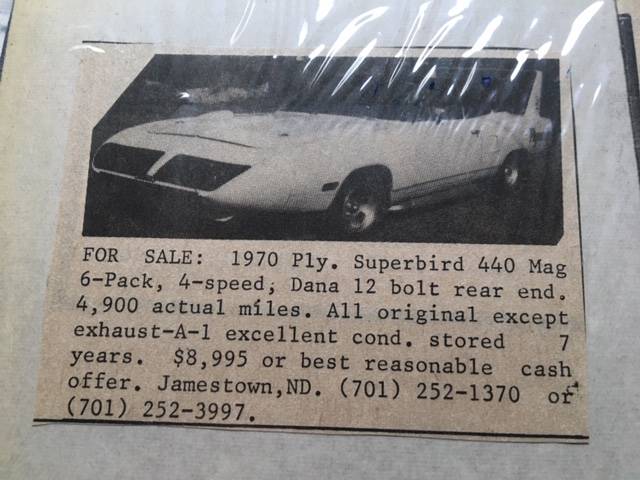 FOR SALE: 1970 Ply. Superbird 440 Mag
6-Pack, 4-speed, Dana 12 bolt rear end.
4,900 actual miles. All original except
exhaust-A-1 excellent cond. stored 7
years. $8,995 or best reasonable cash
offer. Jamestown,ND. (701) 252-1370 or
(701) 252-3997.